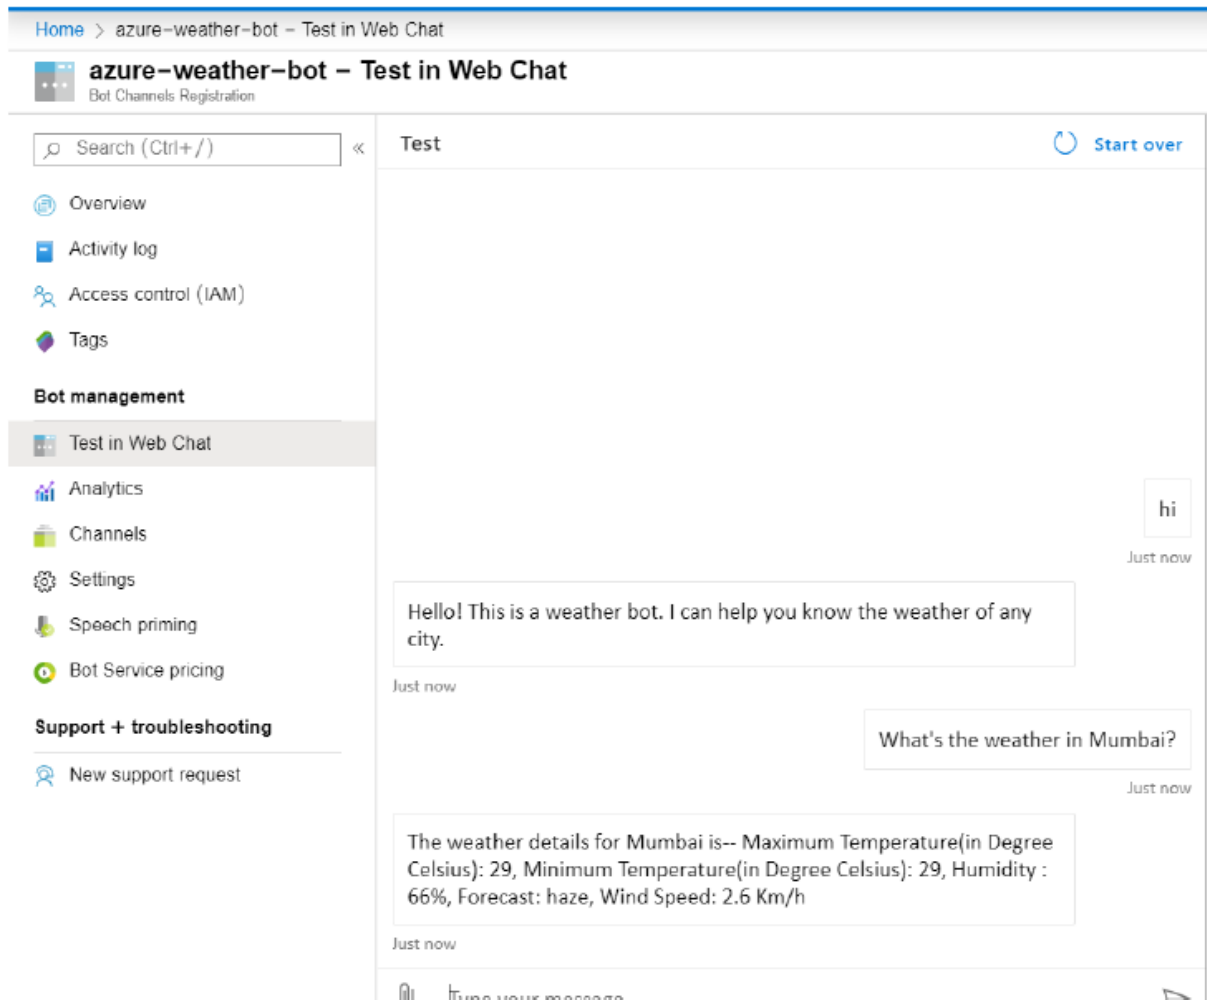 Home > azure-weather-bot - Test in Web Chat
azure-weather-bot - Test in Web Chat
Bot Channels Registration
Search (Ctrl+/)
«
Overview
Activity log
Access control (IAM)
Tags
Bot management
Test in Web Chat
Analytics
Channels
Settings
Speech priming
Bot Service pricing
Support + troubleshooting
New support request
Test
Start over
hi
Just now
Hello! This is a weather bot. I can help you know the weather of any
city.
Just now
What's the weather in Mumbai?
Just now
The weather details for Mumbai is-- Maximum Temperature(in Degree
Celsius): 29, Minimum Temperature(in Degree Celsius): 29, Humidity :
66%, Forecast: haze, Wind Speed: 2.6 Km/h
Just now
Type your message